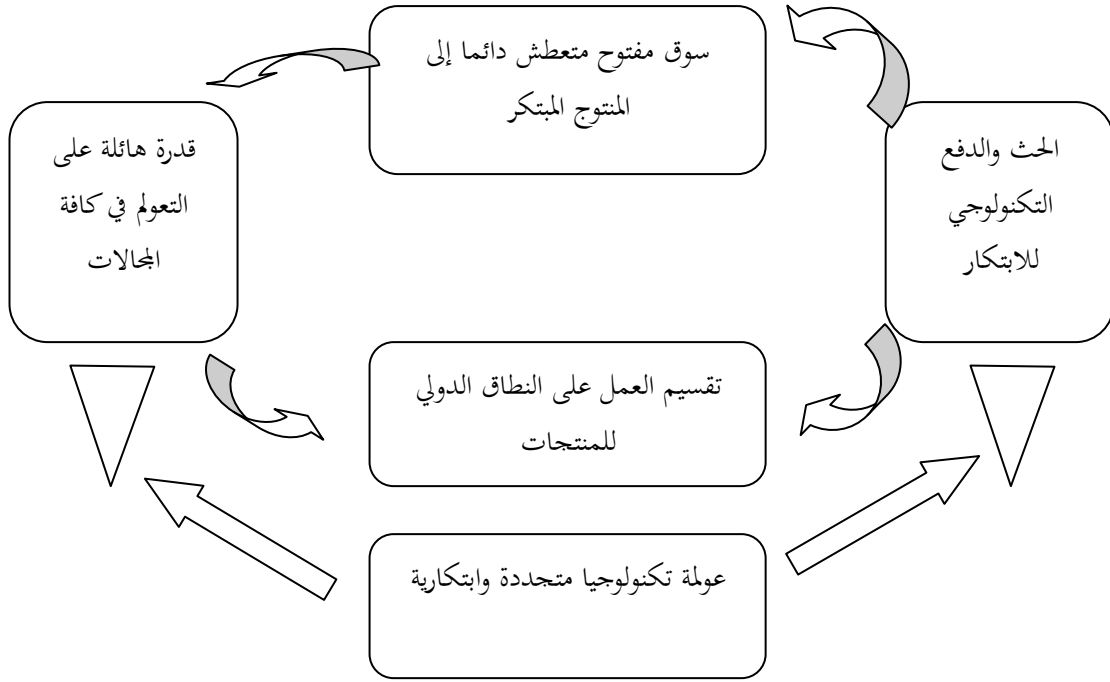 سوق مفتوح متعطش دائما إلى
المنتوج المبتكر
الحث والدفع
التكنولوجي
للابتكار
قدرة هائلة على
التعولم في كافة
المجالات
تقسيم العمل على النطاق الدولي
للمنتجات
عولمة تكنولوجيا متجددة وابتكارية